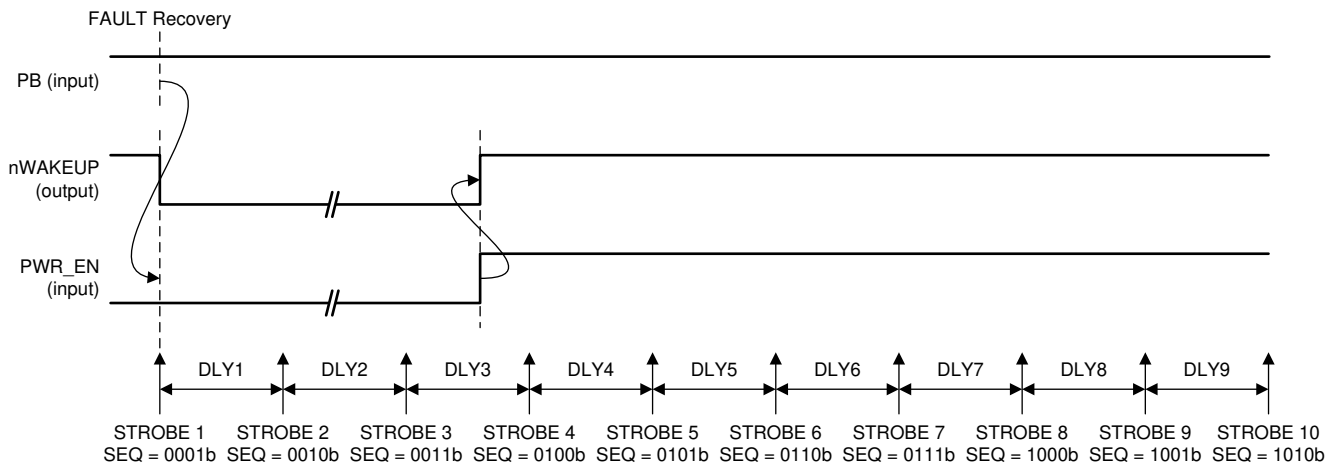 FAULT Recovery
PB (input)
nWAKEUP
(output)
PWR_EN
(input)
DLY1 DLY2 DLY3 DLY4 DLY5 DLY6 DLY7 DLY8 DLY9
STROBE 1 STROBE 2 STROBE 3 STROBE 4 STROBE 5 STROBE 6 STROBE 7 STROBE 8 STROBE 9 STROBE 10
SEQ = 0001b SEQ = 0010b SEQ = 0011b SEQ = 0100b SEQ = 0101b SEQ = 0110b SEQ = 0111b SEQ = 1000b SEQ = 1001b SEQ = 1010b